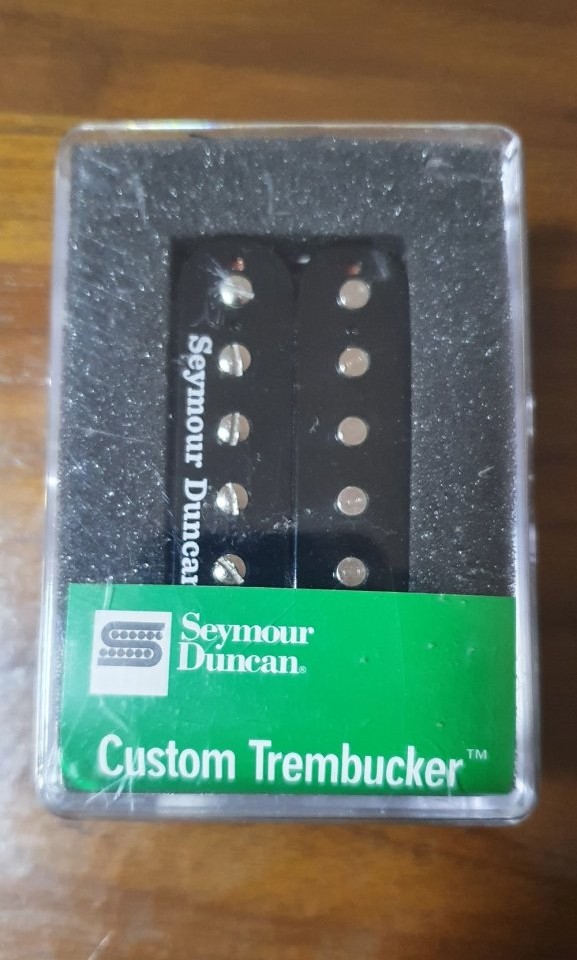 Seymour Duncan
Seymour
Duncan®
Custom Trembucker™